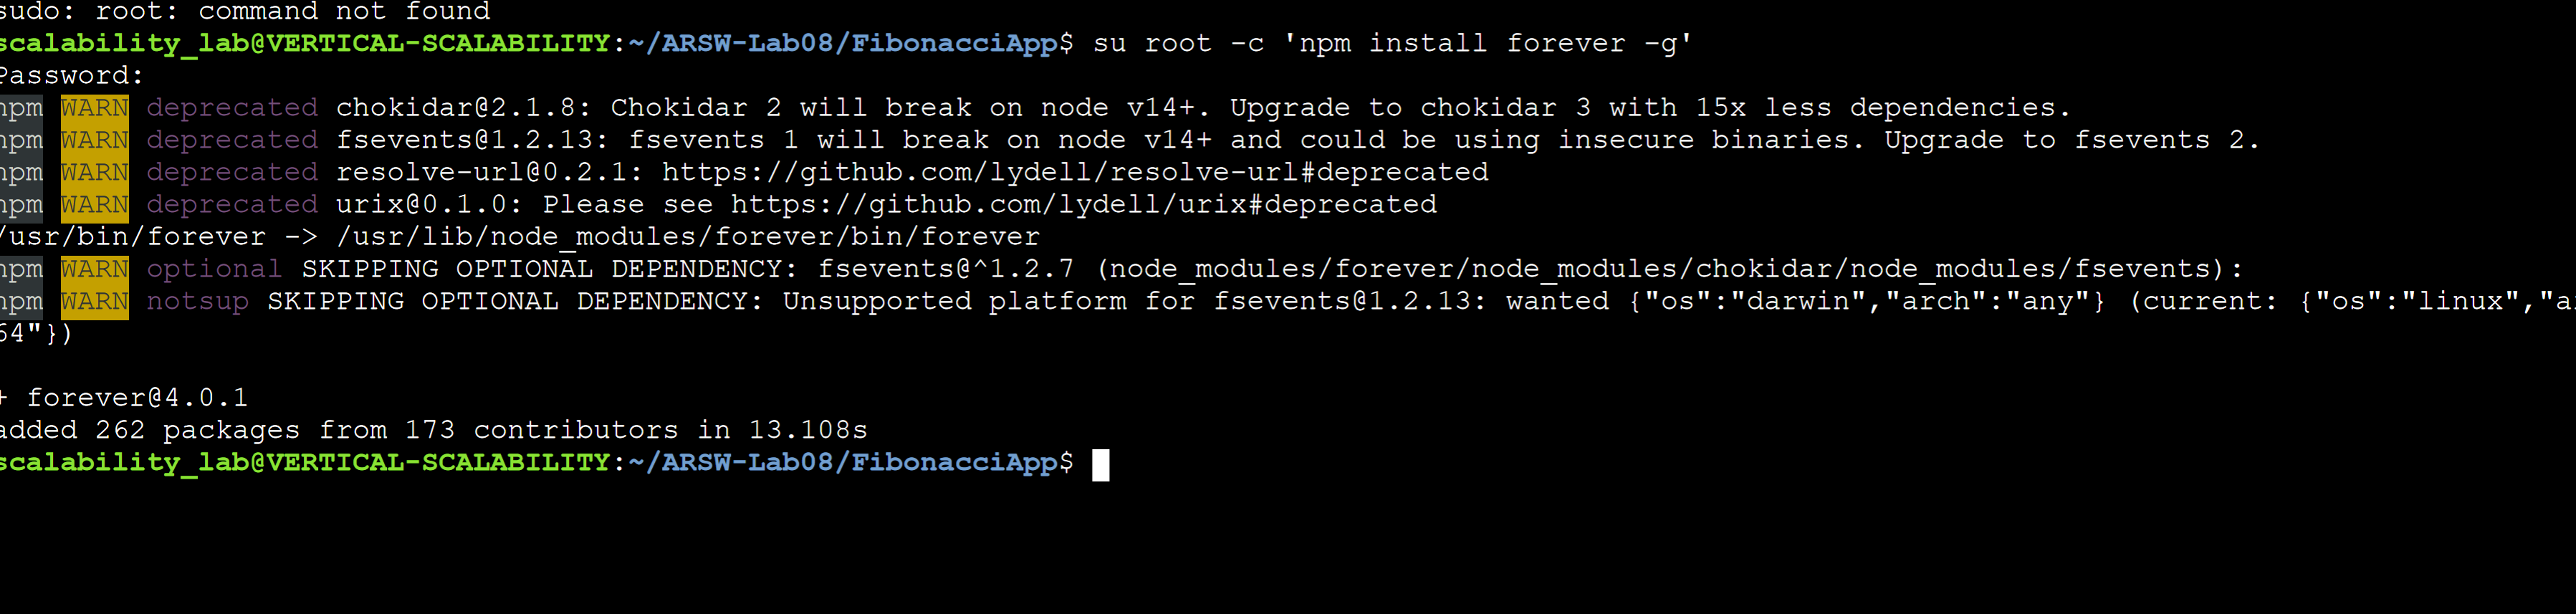 sudo: root: command not found
scalability_lab@VERTICAL-SCALABILITY:~/ARSW-Lab08/FibonacciApp$ su root -c 'npm install forever -g'
Password:
npm WARN deprecated chokidar@2.1.8: Chokidar 2 will break on node v14+. Upgrade to chokidar 3 with 15x less dependencies.
npm WARN deprecated fsevents@1.2.13: fsevents 1 will break on node v14+ and could be using insecure binaries. Upgrade to fsevents 2.
npm WARN deprecated resolve-url@0.2.1: https://github.com/lydell/resolve-url#deprecated
npm WARN deprecated urix@0.1.0: Please see https://github.com/lydell/urix#deprecated
/usr/bin/forever -> /usr/lib/node_modules/forever/bin/forever
npm WARN optional SKIPPING OPTIONAL DEPENDENCY: fsevents@^1.2.7 (node_modules/forever/node_modules/chokidar/node_modules/fsevents):
npm WARN notsup SKIPPING OPTIONAL DEPENDENCY: Unsupported platform for fsevents@1.2.13: wanted {"os":"darwin","arch":"any"} (current: {"os":"linux","a
64"})
+ forever@4.0.1
added 262 packages from 173 contributors in 13.108s
scalability_lab@VERTICAL-SCALABILITY:~/ARSW-Lab08/FibonacciApp$